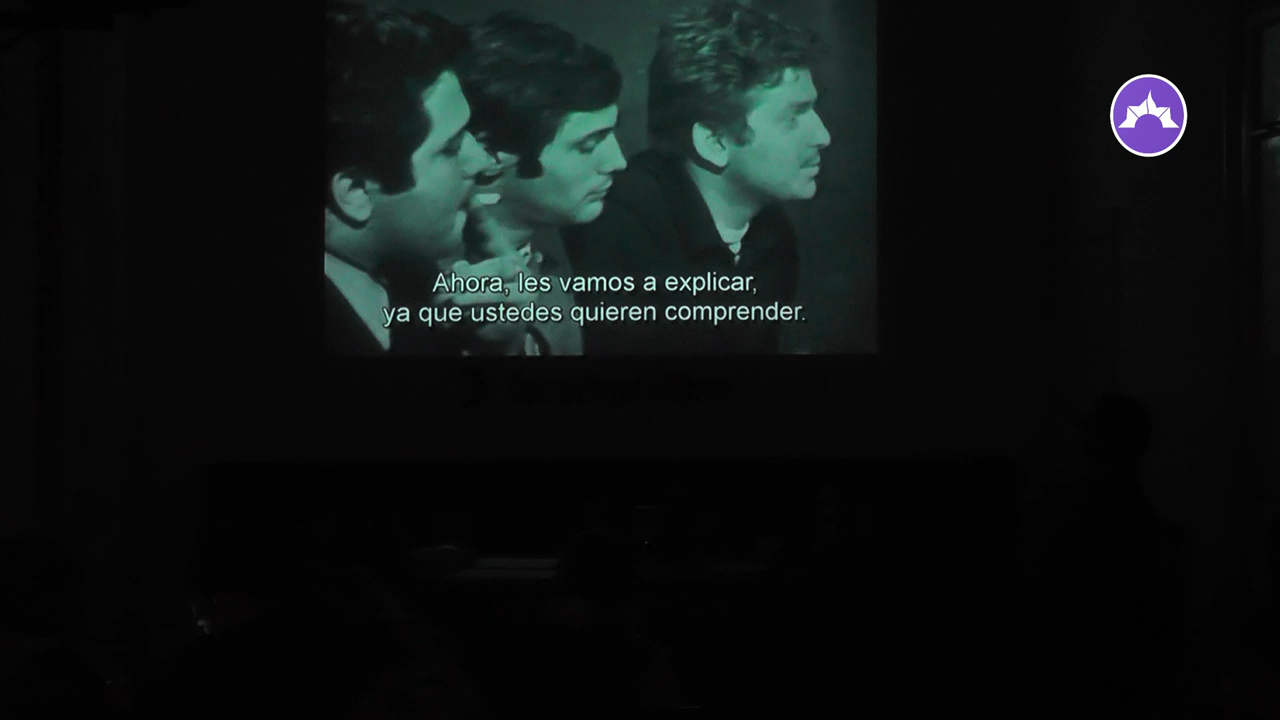 Ahora, les vamos a explicar,
ya que ustedes quieren comprender.